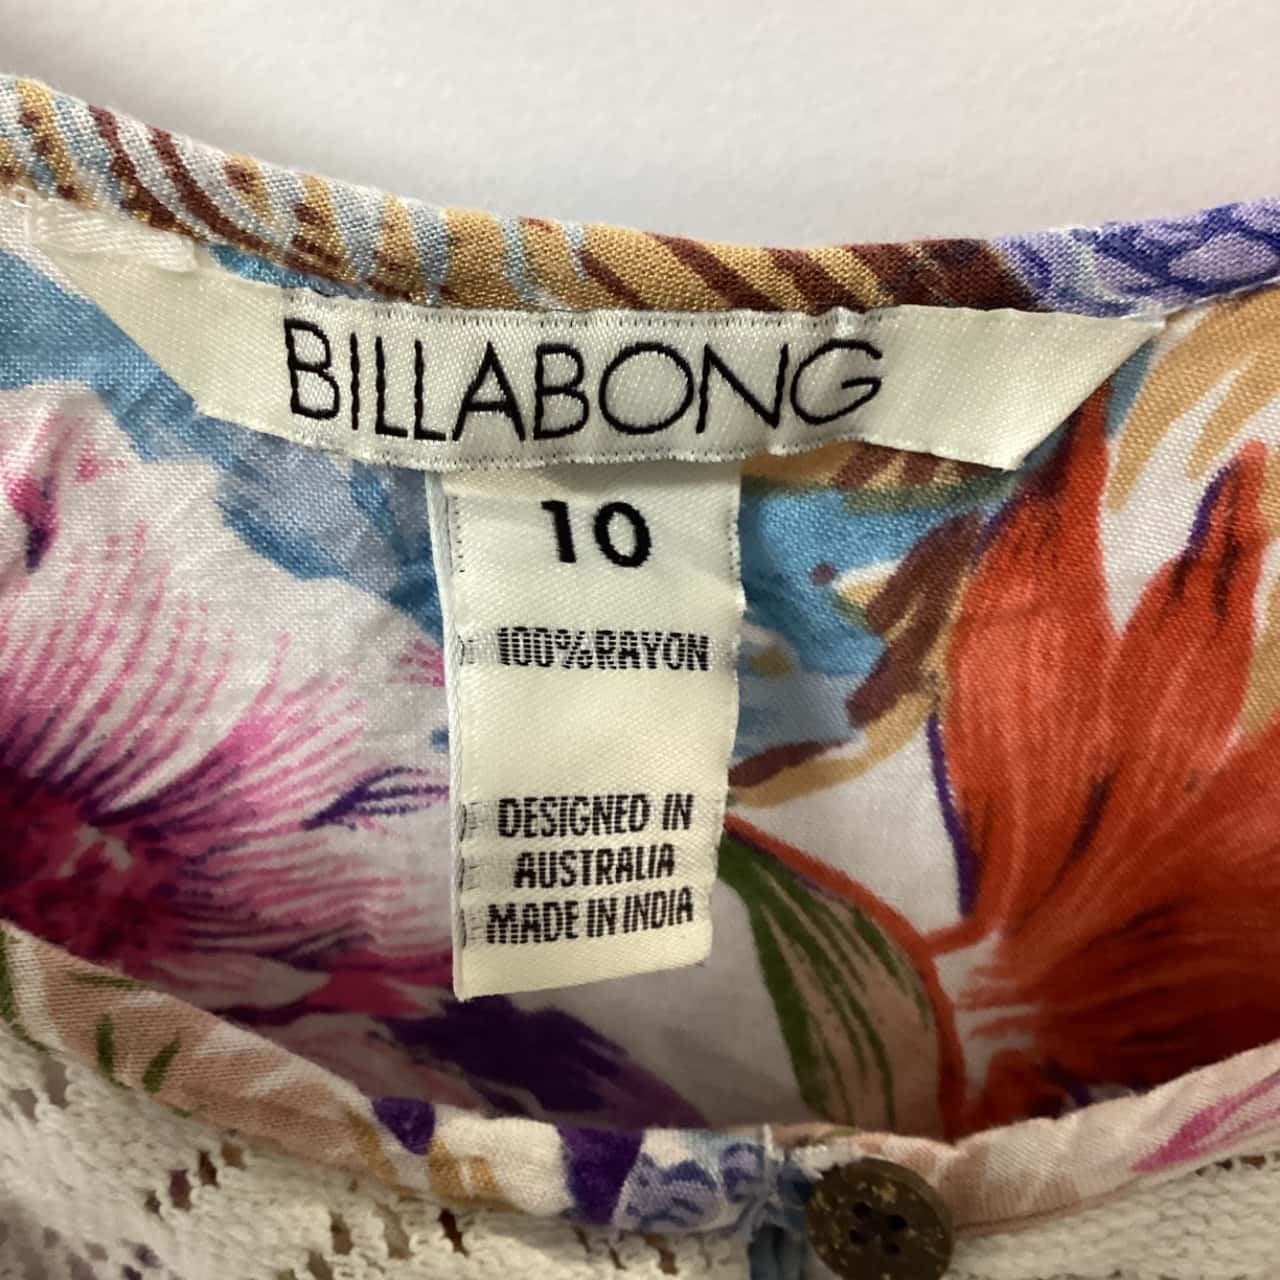 BILLABONG
10
100%RAYON
DESIGNED IN
AUSTRALIA
MADE IN INDIA